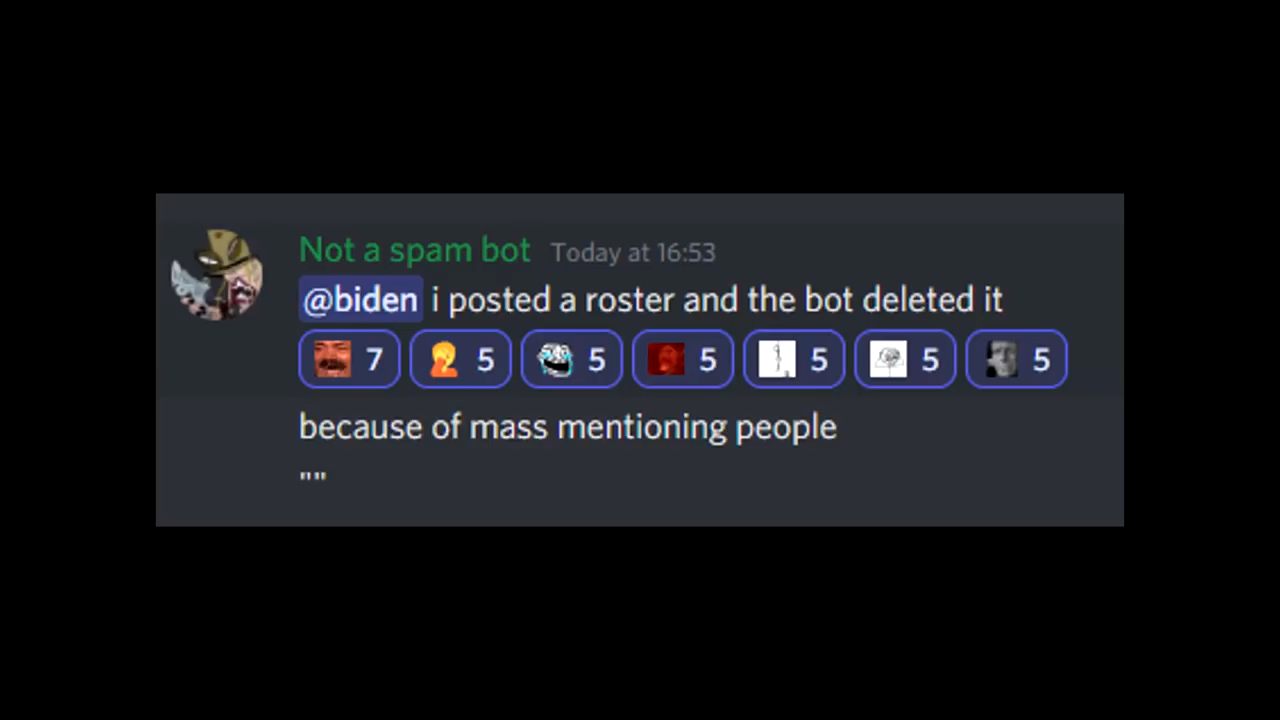 Not a spam bot Today at 16:53
@biden i posted a roster and the bot deleted it
7 5 5 5 5 5 5
because of mass mentioning people
""